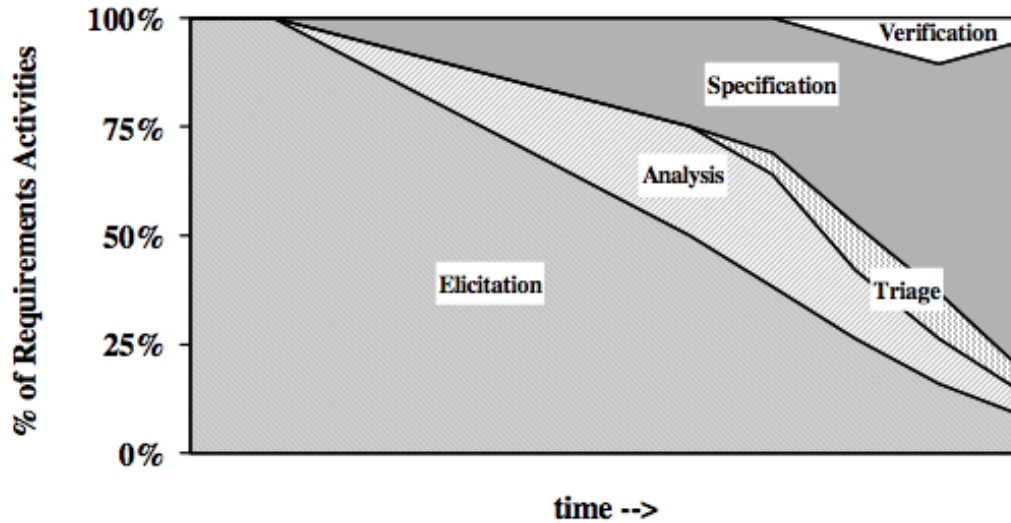 % of Requirements Activities
100%
75%
50%
25%
0%
Verification
Specification
Analysis
Elicitation
Triage
time -->